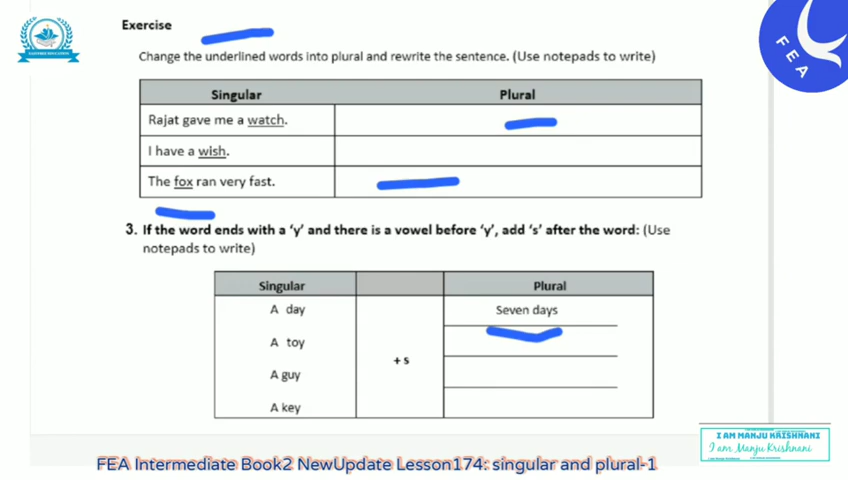 Exercise
Change the underlined words into plural and rewrite the sentence. (Use notepads to write)
Singular Plural
Rajat gave me a watch.
I have a wish.
The fox ran very fast.
3. If the word ends with a 'y' and there is a vowel before 'y', add 's' after the word: (Use
notepads to write)
Singular Plural
A day Seven days
A toy
+ s
A guy
A key
FEA
I AM MANJU KRISHNANI
I am Manju Krishnani
FEA Intermediate Book2 NewUpdate Lesson174: singular and plural-1